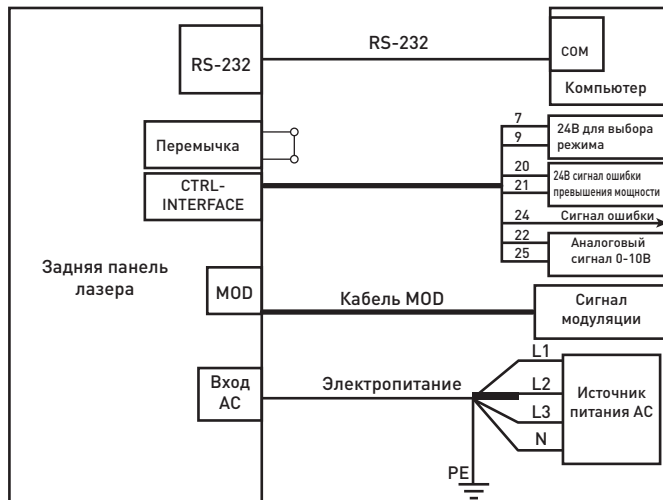 RS-232
RS-232
COM
Компьютер
Перемычка
7
9
24В для выбора
режима
CTRL-
INTERFACE
20
21
24В сигнал ошибки
превышения мощности
24
Сигнал ошибки
22
25
Аналоговый
сигнал 0-10В
Задняя панель
лазера
MOD
Кабель MOD
Сигнал
модуляции
Вход
AC
Электропитание
L1
L2
L3
N
Источник
питания AC
PE